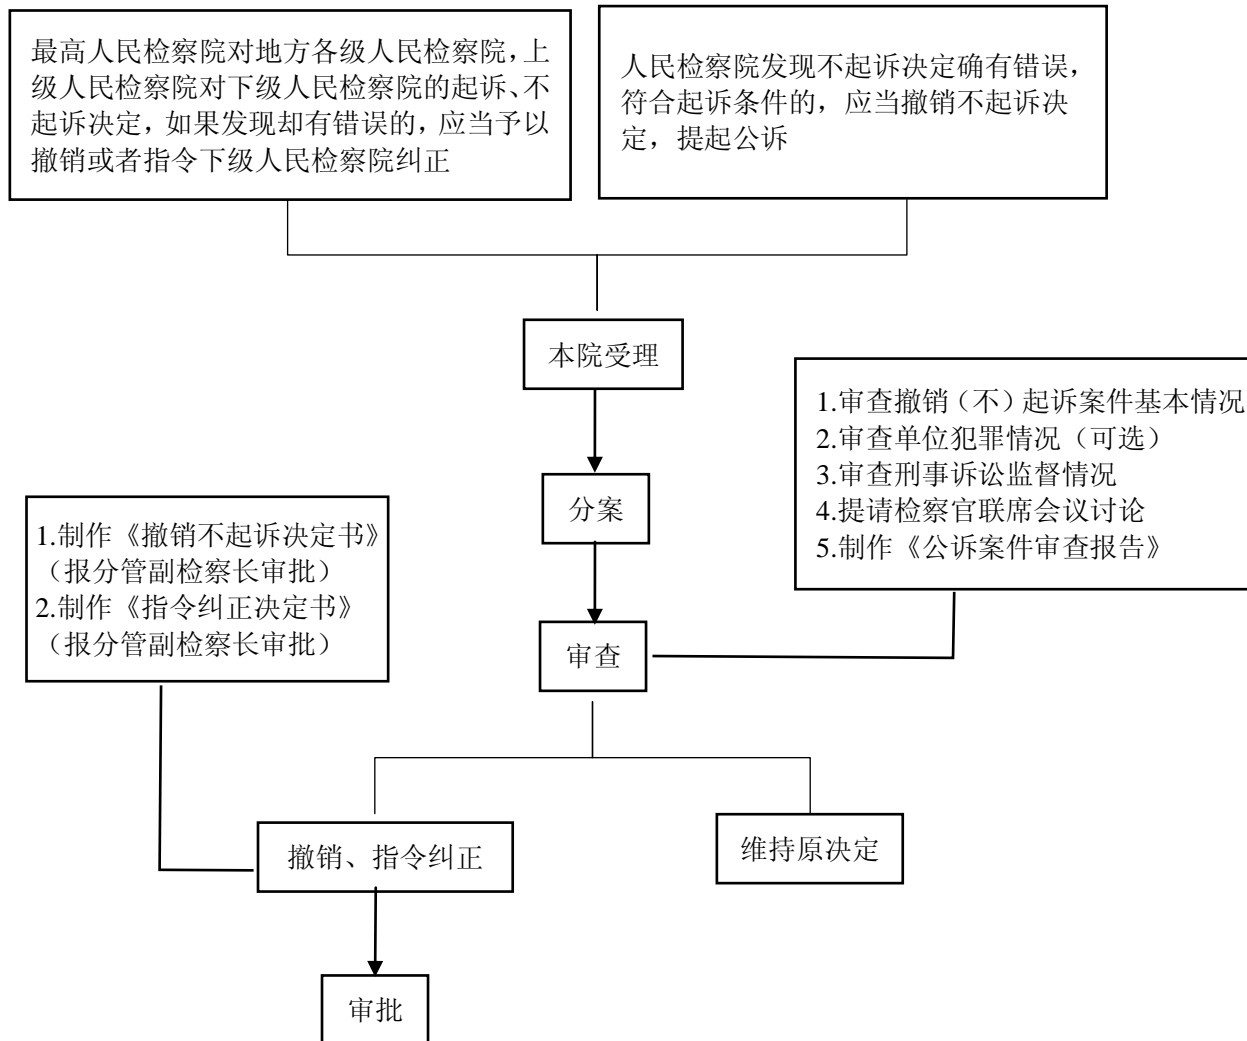 最高人民检察院对地方各级人民检察院，上
级人民检察院对下级人民检察院的起诉、不
起诉决定，如果发现却有错误的，应当予以
撤销或者指令下级人民检察院纠正
人民检察院发现不起诉决定确有错误，
符合起诉条件的，应当撤销不起诉决
定，提起公诉
本院受理
1.审查撤销（不）起诉案件基本情况
2.审查单位犯罪情况（可选）
3.审查刑事诉讼监督情况
4.提请检察官联席会议讨论
5.制作《公诉案件审查报告》
分案
1.制作《撤销不起诉决定书》
（报分管副检察长审批）
2.制作《指令纠正决定书》
（报分管副检察长审批）
审查
撤销、指令纠正
维持原决定
审批